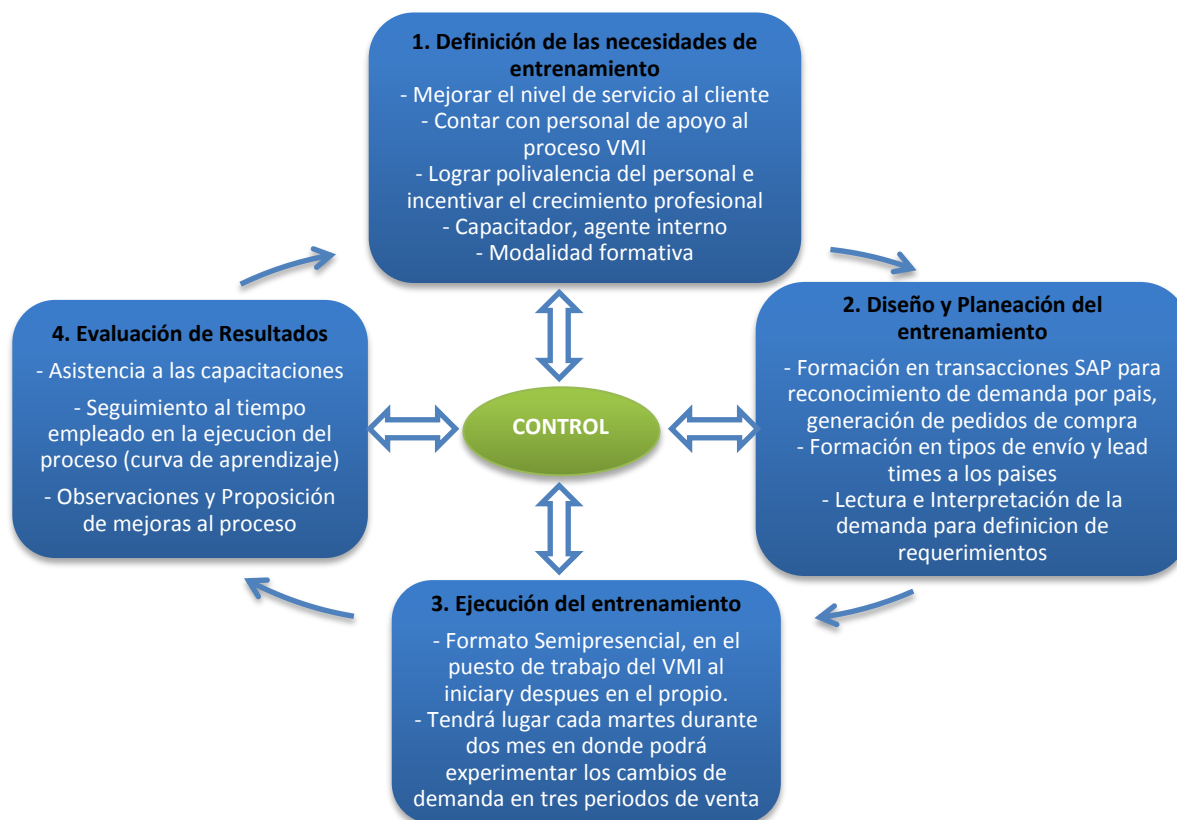 1. Definición de las necesidades de
entrenamiento
- Mejorar el nivel de servicio al cliente
- Contar con personal de apoyo al
proceso VMI
- Lograr polivalencia del personal e
incentivar el crecimiento profesional
- Capacitador, agente interno
- Modalidad formativa
2. Diseño y Planeación del
entrenamiento
- Formación en transacciones SAP para
reconocimiento de demanda por pais,
generación de pedidos de compra
- Formación en tipos de envío y lead
times a los paises
- Lectura e Interpretación de la
demanda para definicion de
requerimientos
3. Ejecución del entrenamiento
- Formato Semipresencial, en el
puesto de trabajo del VMI al
iniciary despues en el propio.
- Tendrá lugar cada martes durante
dos mes en donde podrá
experimentar los cambios de
demanda en tres periodos de venta
4. Evaluación de Resultados
- Asistencia a las capacitaciones
- Seguimiento al tiempo
empleado en la ejecucion del
proceso (curva de aprendizaje)
- Observaciones y Proposición
de mejoras al proceso
CONTROL